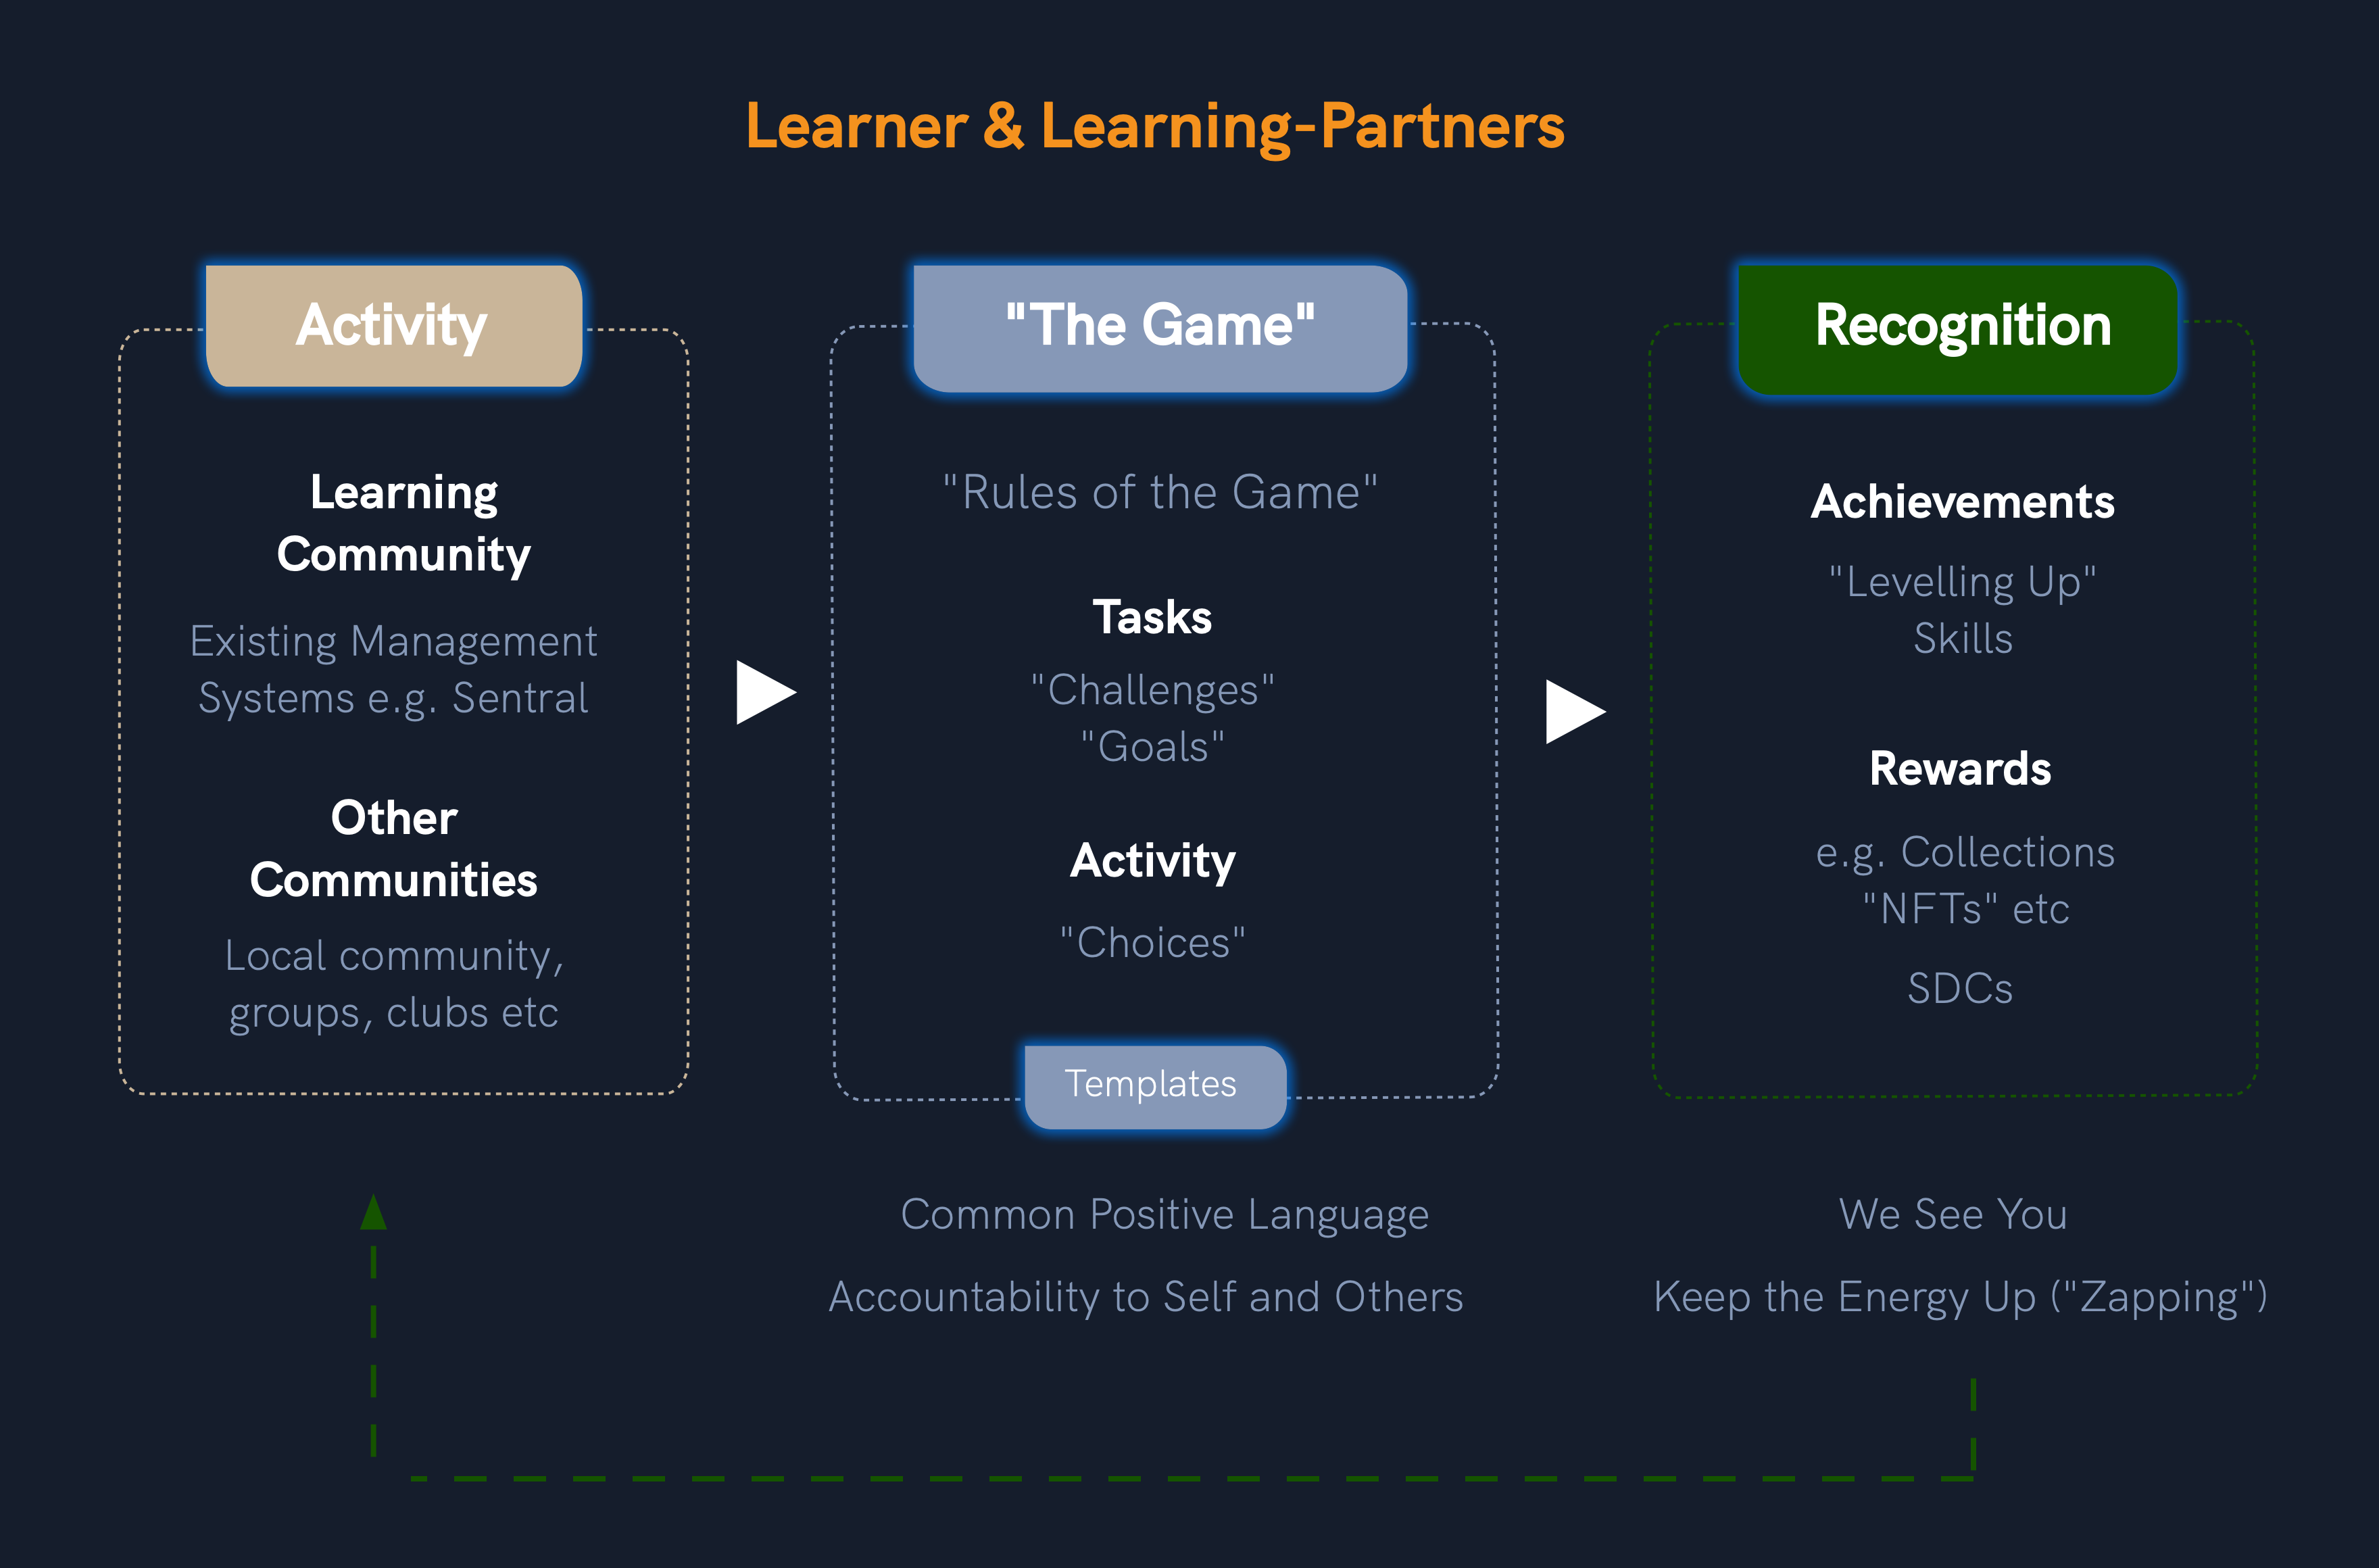 Learner & Learning-Partners
Activity
Learning
Community
Existing Management
Systems e.g. Sentral
Other
Communities
Local community,
groups, clubs etc
"The Game"
"Rules of the Game"
Tasks
"Challenges"
"Goals"
Activity
"Choices"
Templates
Common Positive Language
Accountability to Self and Others
Recognition
Achievements
"Levelling Up"
Skills
Rewards
e.g. Collections
"NFTs" etc
SDCs
We See You
Keep the Energy Up ("Zapping")